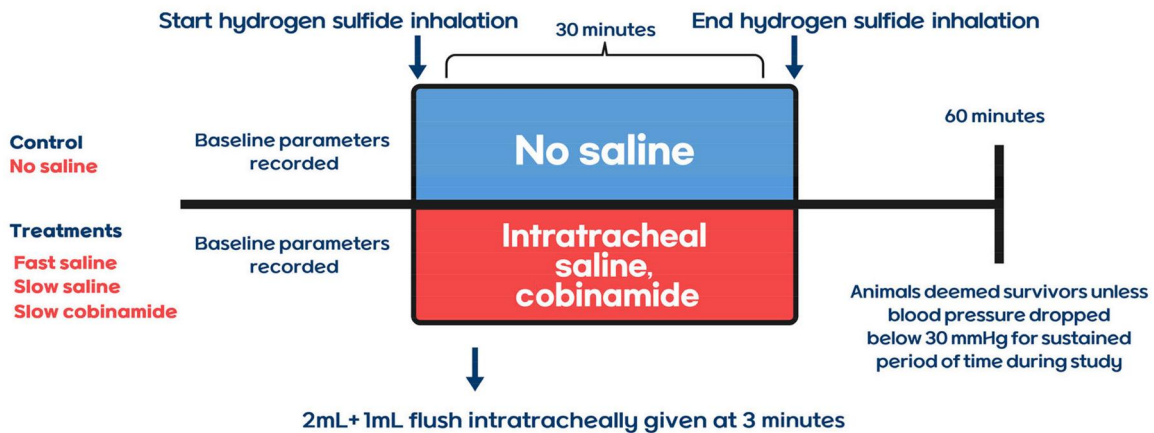 Start hydrogen sulfide inhalation
30 minutes
End hydrogen sulfide inhalation
Control
No saline
Baseline parameters
recorded
No saline
60 minutes
Treatments
Fast saline
Slow saline
Slow cobinamide
Baseline parameters
recorded
Intratracheal
saline,
cobinamide
Animals deemed survivors unless
blood pressure dropped
below 30 mmHg for sustained
period of time during study
2mL+1mL flush intratracheally given at 3 minutes